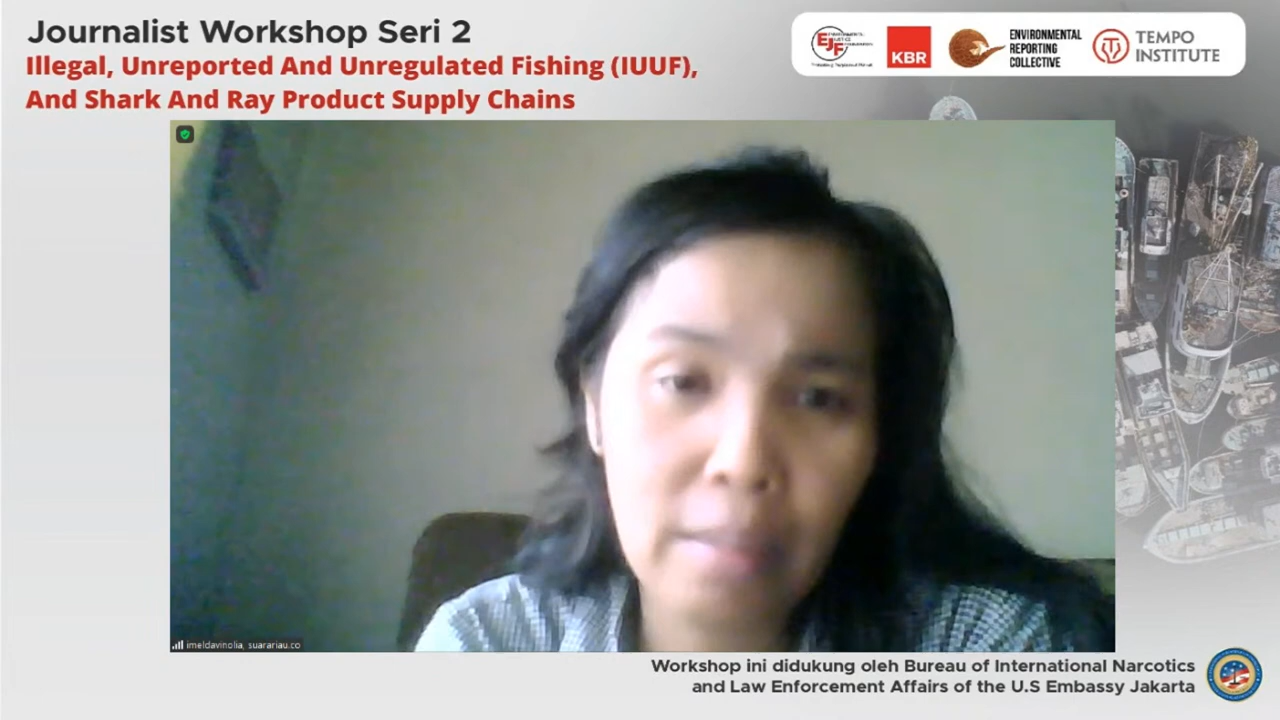 Journalist Workshop Seri 2
Illegal, Unreported And Unregulated Fishing (IUUF),
And Shark And Ray Product Supply Chains
EJF
KBR
ENVIRONMENTAL
REPORTING
COLLECTIVE
TEMPO
INSTITUTE
imeldavinolia, suarariau.co
Workshop ini didukung oleh Bureau of International Narcotics
and Law Enforcement Affairs of the U.S Embassy Jakarta